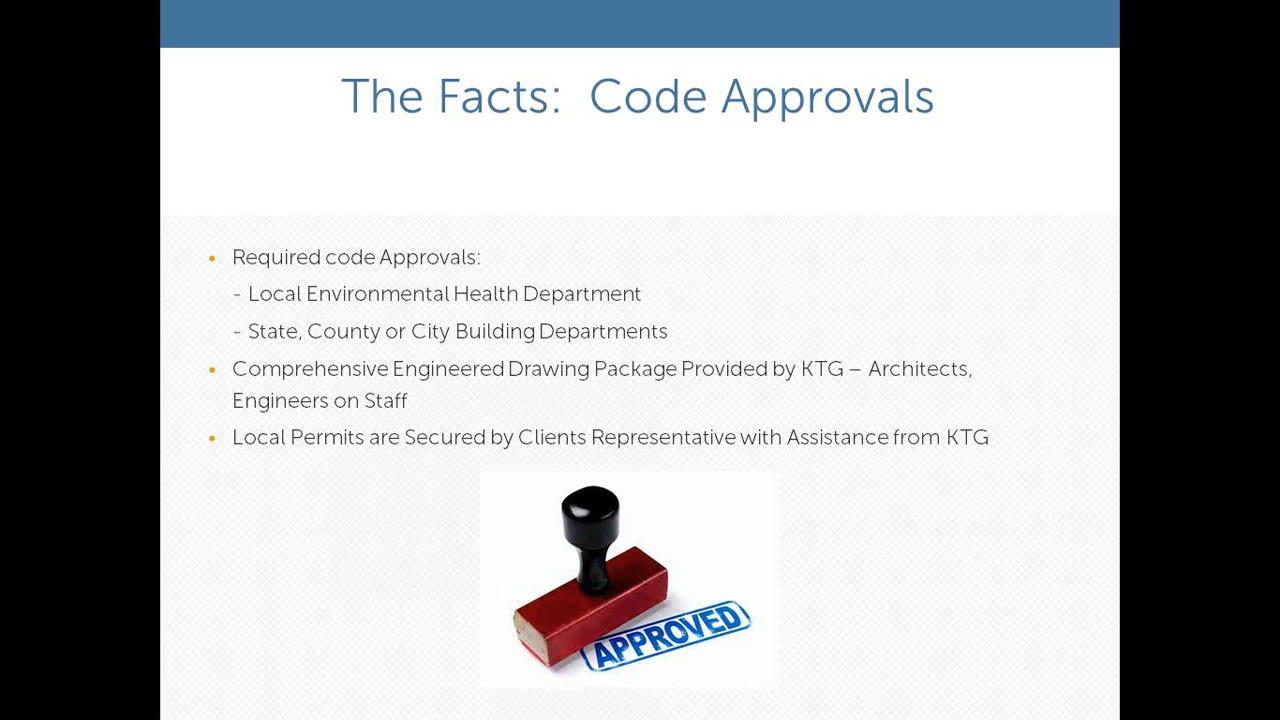 The Facts: Code Approvals
• Required code Approvals:
- Local Environmental Health Department
- State, County or City Building Departments
• Comprehensive Engineered Drawing Package Provided by KTG – Architects,
Engineers on Staff
• Local Permits are Secured by Clients Representative with Assistance from KTG
APPROVED